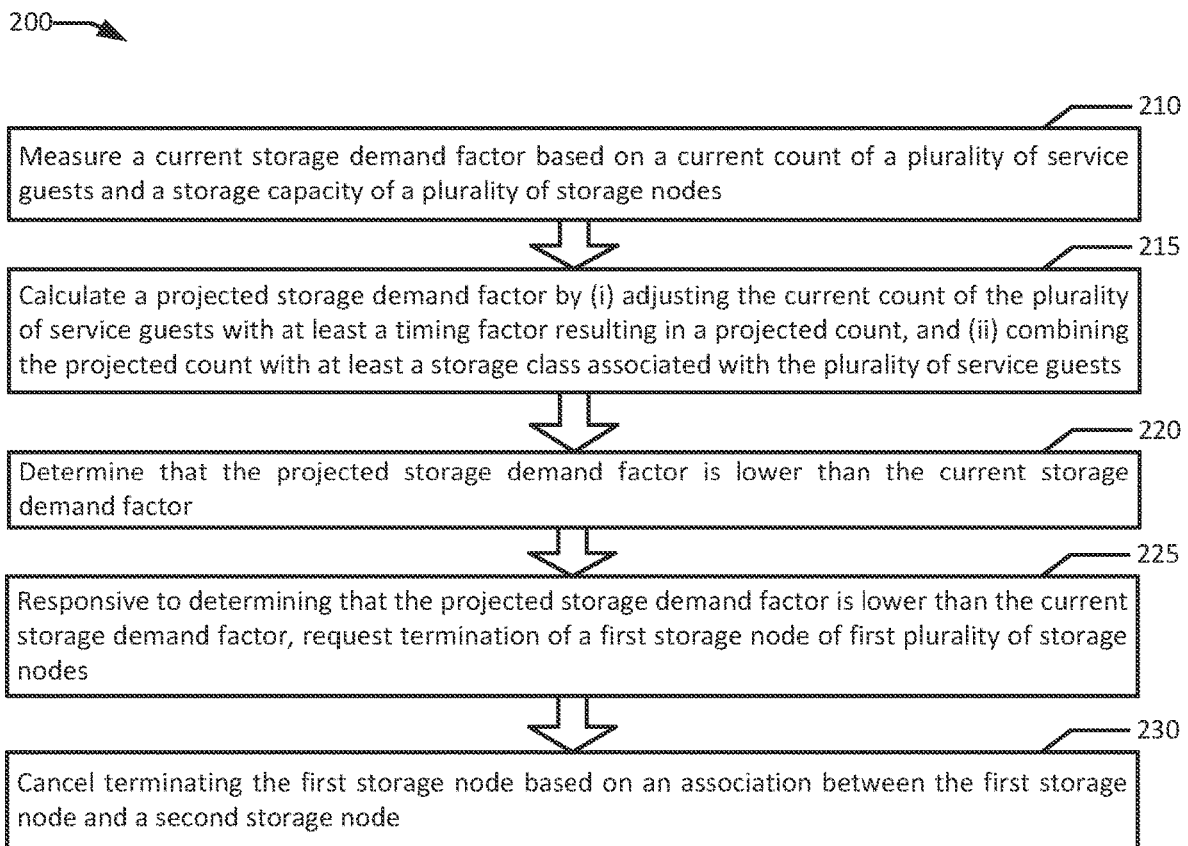 200
210
Measure a current storage demand factor based on a current count of a plurality of service
guests and a storage capacity of a plurality of storage nodes
215
Calculate a projected storage demand factor by (i) adjusting the current count of the plurality
of service guests with at least a timing factor resulting in a projected count, and (ii) combining
the projected count with at least a storage class associated with the plurality of service guests
220
Determine that the projected storage demand factor is lower than the current storage
demand factor
225
Responsive to determining that the projected storage demand factor is lower than the current
storage demand factor, request termination of a first storage node of first plurality of storage
nodes
230
Cancel terminating the first storage node based on an association between the first storage
node and a second storage node